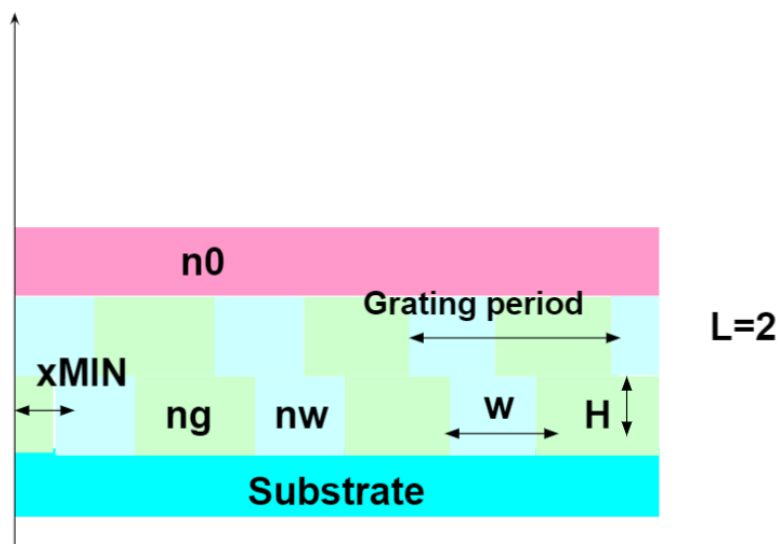 n0
Grating period
L=2
xMIN
ng nw w H
Substrate